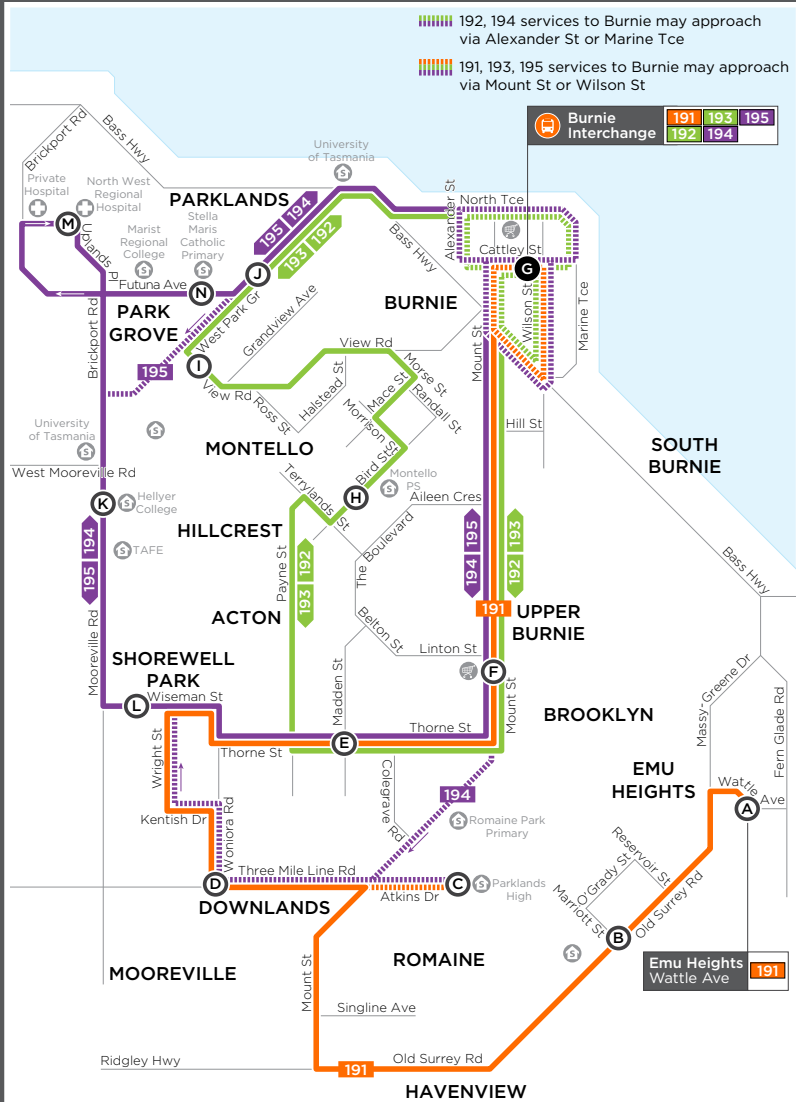 192, 194 services to Burnie may approach
via Alexander St or Marine Tce
191, 193, 195 services to Burnie may approach
via Mount St or Wilson St
Burnie
Interchange
191 193 195
192 194
Brickport Rd
Bass Hwy
University
of Tasmania
Private
Hospital
North West
Regional
Hospital
PARKLANDS
Alexander St
North Tce
M
Uplands Pl
Marist
Regional
College
Stella
Maris
Catholic
Primary
195 194
193 192
Cattley St
G
J
Bass Hwy
Futuna Ave
N
BURNIE
Wilson St
Marine Tce
PARK
GROVE
West Park Gr
Grandview Ave
Mount St
Brickport Rd
View Rd
195
I
View Rd
Ross St
Halstead St
Mace St
Morse St
Randall St
University
of Tasmania
MONTELLO
Morrison St
Hill St
SOUTH
BURNIE
West Mooreville Rd
Bird St
Montello
PS
Terrylands St
H
Aileen Cres
K
Hellyer
College
HILLCREST
The Boulevard
TAFE
195 194
Payne St
193 192
194 195
192 193
Bass Hwy
191
ACTON
UPPER
BURNIE
Belton St
Mooreville Rd
Linton St
SHOREWELL
PARK
Madden St
F
Massy-Greene Dr
Fern Glade Rd
L
Wiseman St
Mount St
BROOKLYN
Thorne St
Thorne St
E
Wright St
EMU
HEIGHTS
Wattle
Ave
A
Colegrave
Rd
194
Kentish Dr
Woniora Rd
Romaine Park
Primary
Three Mile Line Rd
Reservoir St
O'Grady St
Marriott St
Old Surrey Rd
D
C
Parklands
High
Atkins Dr
DOWNLANDS
B
MOOREVILLE
ROMAINE
Emu Heights
Wattle Ave
191
Mount St
Singline Ave
Ridgley Hwy
191
Old Surrey Rd
HAVENVIEW